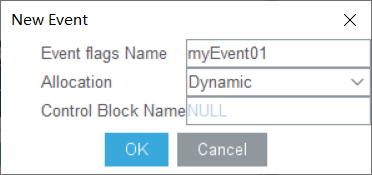 New Event
Event flags Name myEvent01
Allocation Dynamic
Control Block Name NULL
OK Cancel